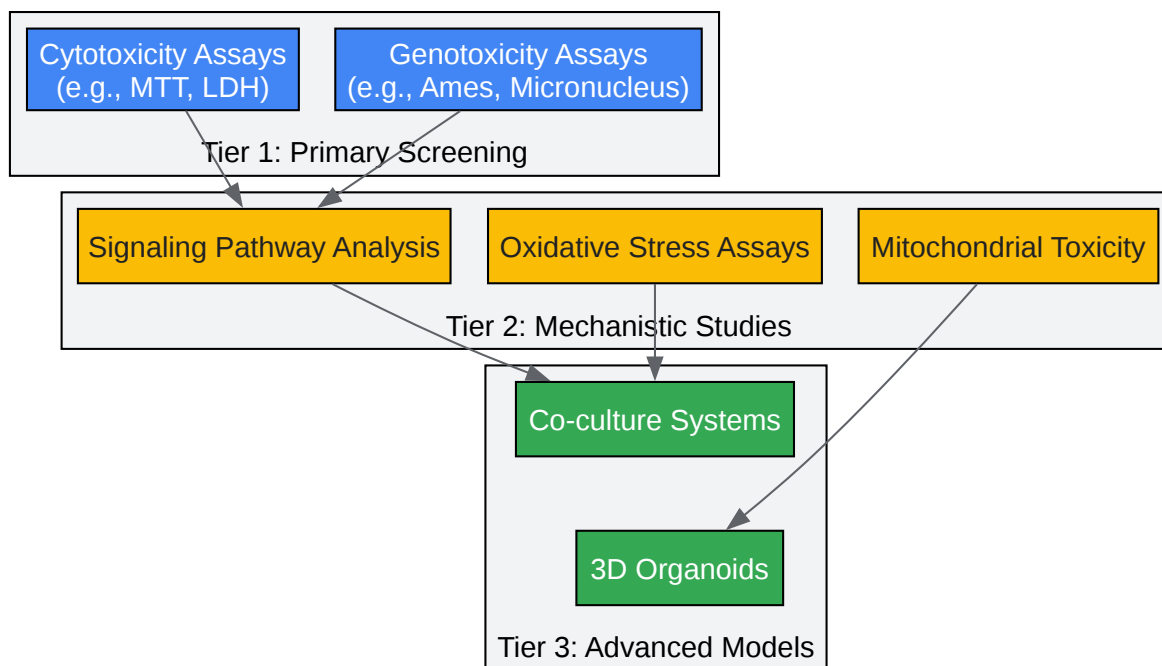 Cytotoxicity Assays
(e.g., MTT, LDH)
Genotoxicity Assays
(e.g., Ames, Micronucleus)
Tier 1: Primary Screening
Signaling Pathway Analysis
Oxidative Stress Assays
Mitochondrial Toxicity
Tier 2: Mechanistic Studies
Co-culture Systems
3D Organoids
Tier 3: Advanced Models